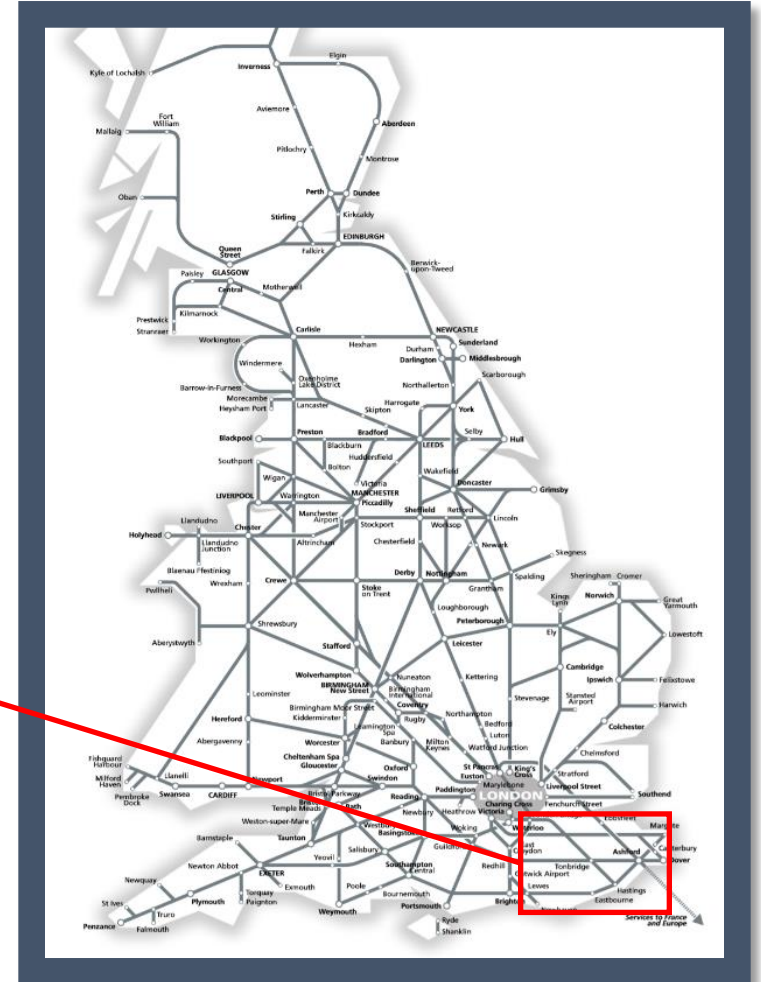 Elgin
Inverness
Kyle of Lochalsh
Aviemore
Fort
William
Aberdeen
Mallaig
Pitlochry
Montrose
Perth
Dundee
Oban
Stirling
Kirkcaldy
EDINBURGH
Queen
Street
Falkirk
Berwick-
upon-Tweed
Paisley
GLASGOW
Central
Motherwell
Prestwick
Kilmarnock
Stranraer
Carlisle
NEWCASTLE
Workington
Hexham
Durham
Sunderland
Darlington
Middlesbrough
Windermere
Scarborough
Oxenholme
Lake District
Barrow-in-Furness
Northallerton
Morecambe
Heysham Port
Lancaster
Harrogate
York
Skipton
Blackpool
Preston
Bradford
LEEDS
Selby
Hull
Blackburn
Huddersfield
Southport
Bolton
Wakefield
Wigan
Victoria
Doncaster
MANCHESTER
Piccadilly
Grimsby
LIVERPOOL
Warrington
Sheffield
Retford
Manchester
Airport
Llandudno
Chester
Stockport
Worksop
Lincoln
Holyhead
Llandudno
Junction
Altrincham
Chesterfield
Newark
Skegness
Blaenau Ffestiniog
Derby
Nottingham
Pwllheli
Wrexham
Crewe
Stoke
on Trent
Grantham
Spalding
Sheringham
Cromer
Kings
Lynn
Norwich
Great
Yarmouth
Loughborough
Peterborough
Shrewsbury
Ely
Lowestoft
Aberystwyth
Stafford
Leicester
Wolverhampton
Nuneaton
Kettering
Cambridge
BIRMINGHAM
New Street
Birmingham
International
Ipswich
Felixstowe
Leominster
Coventry
Stevenage
Stansted
Airport
Birmingham Moor Street
Rugby
Northampton
Harwich
Kidderminster
Hereford
Leamington
Spa
Bedford
Colchester
Abergavenny
Worcester
Banbury
Milton
Keynes
Luton
Watford Junction
Chelmsford
Cheltenham Spa
Gloucester
Oxford
St Pancras
Euston
King's
Cross
Stratford
Fishguard
Harbour
Milford
Haven
Llanelli
Newport
Swindon
Paddington
Marylebone
LONDON
Liverpool Street
Pembroke
Dock
Swansea
CARDIFF
Bristol Parkway
Temple Meads
Bath
Reading
Charing Cross
Fenchurch Street
Southend
Newbury
Heathrow
Victoria
Weston-super-Mare
Waterloo
Margate
Barnstaple
Taunton
Basingstoke
Woking
Canterbury
Salisbury
Ashford
Dover
Yeovil
Tonbridge
Newton Abbot
EXETER
Southampton
Central
Redhill
Gatwick Airport
Newquay
Exmouth
Poole
Lewes
Hastings
St Ives
Plymouth
Torquay
Paignton
Bournemouth
Eastbourne
Truro
Weymouth
Portsmouth
Penzance
Falmouth
Ryde
Shanklin
Services to France
and Europe